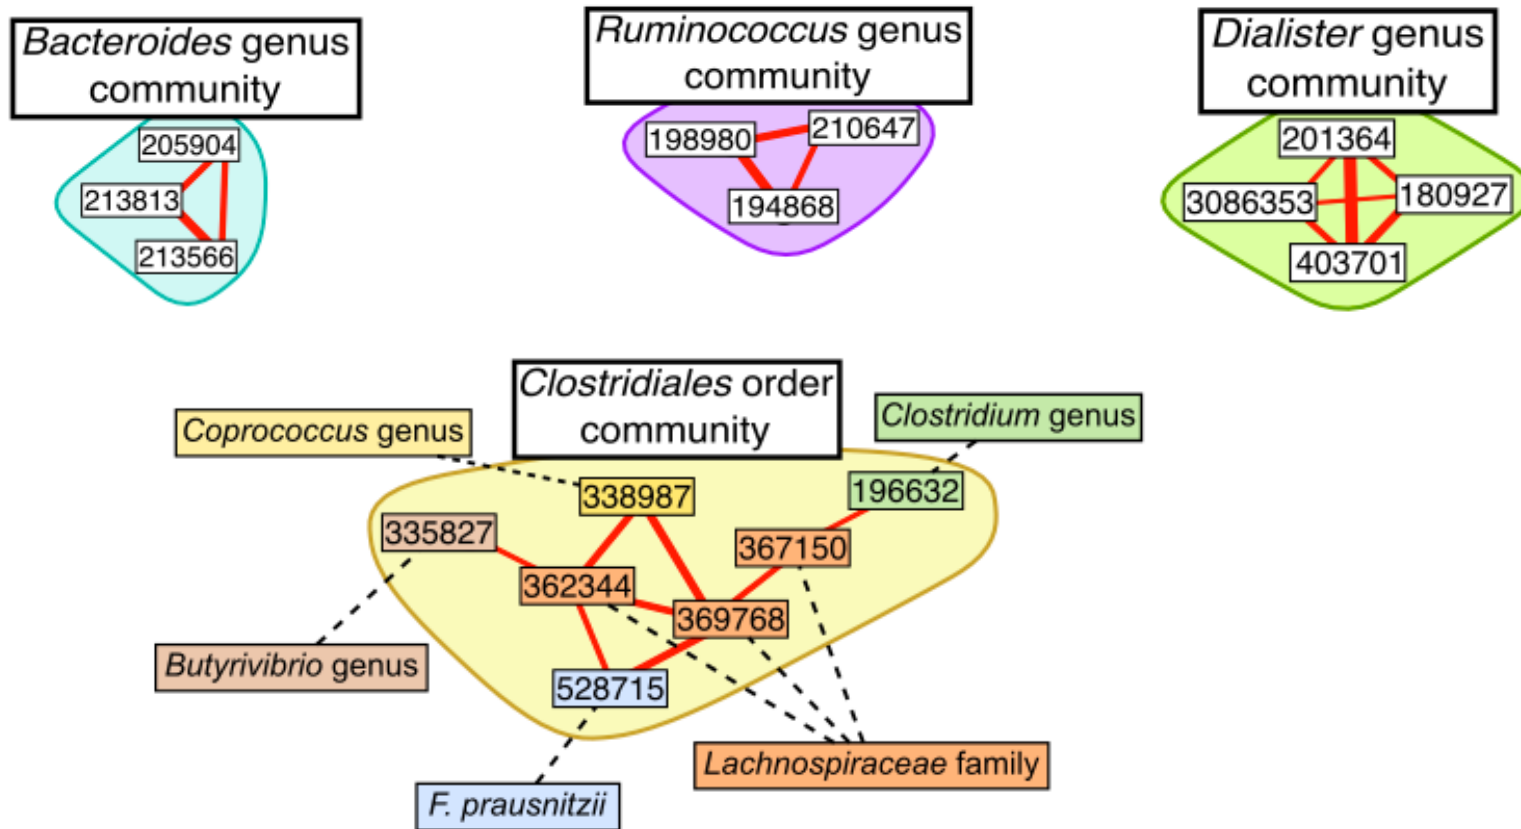 Bacteroides genus
community
205904
213813
213566
Ruminococcus genus
community
198980
210647
194868
Dialister genus
community
201364
3086353
180927
403701
Clostridiales order
community
Coprococcus genus
Clostridium genus
338987
196632
335827
367150
362344
369768
Butyrivibrio genus
528715
Lachnospiraceae family
F. prausnitzii